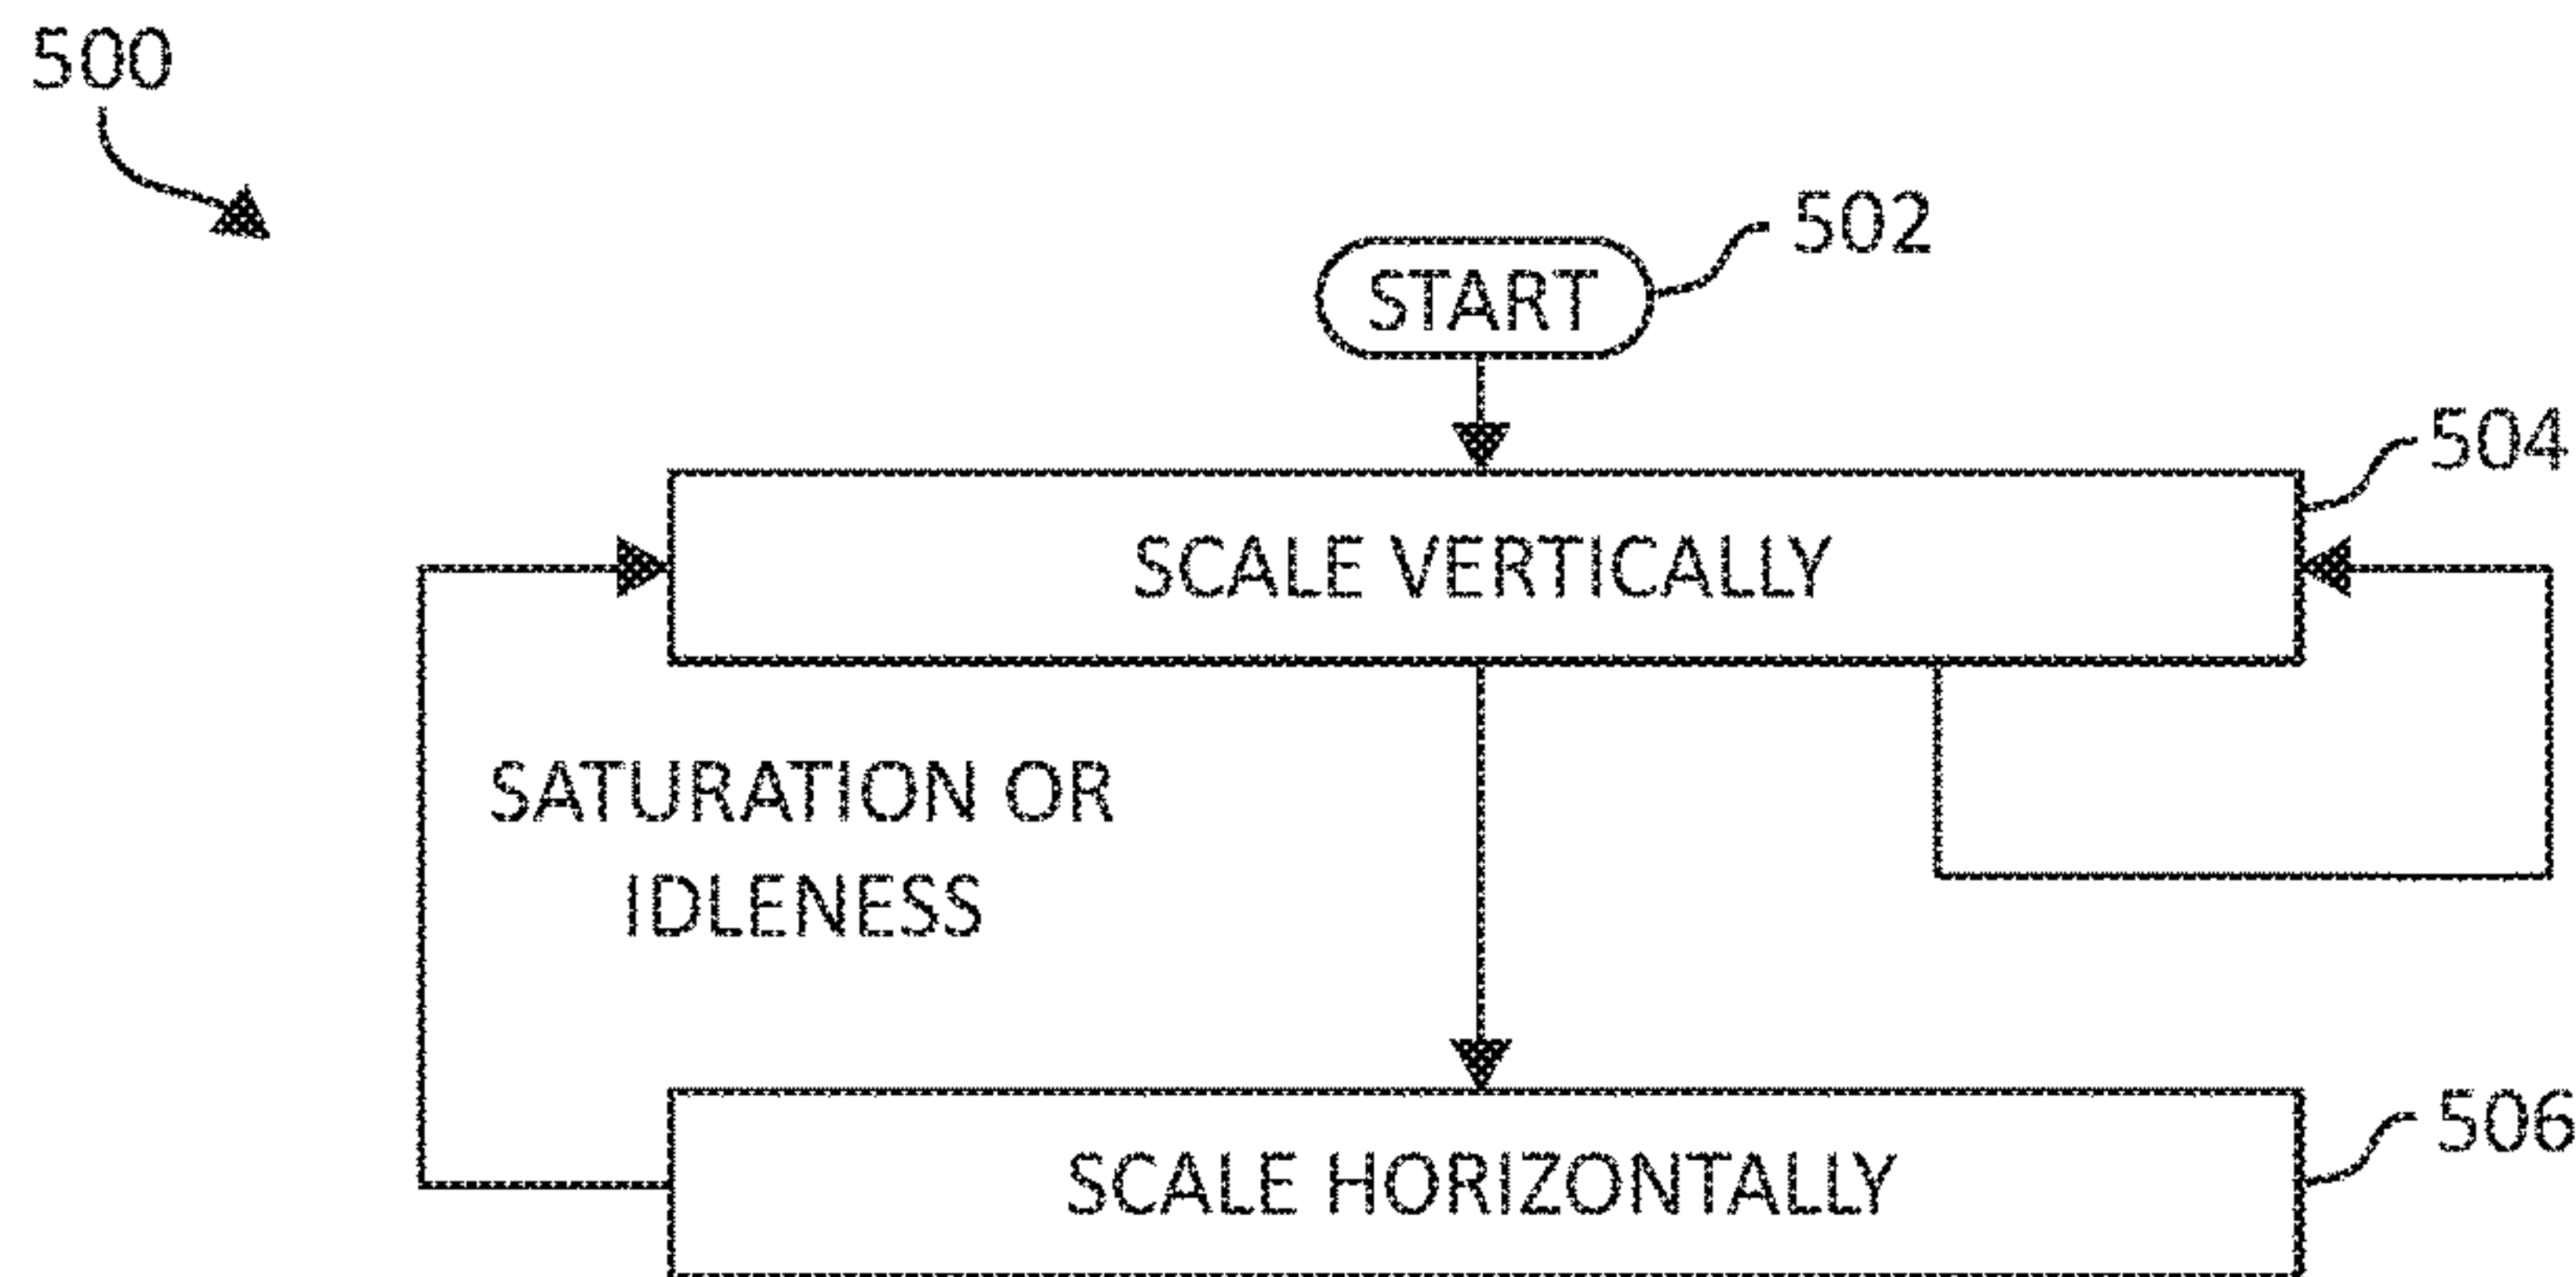 500
502
START
504
SCALE VERTICALLY
SATURATION OR
IDLENESS
506
SCALE HORIZONTALLY